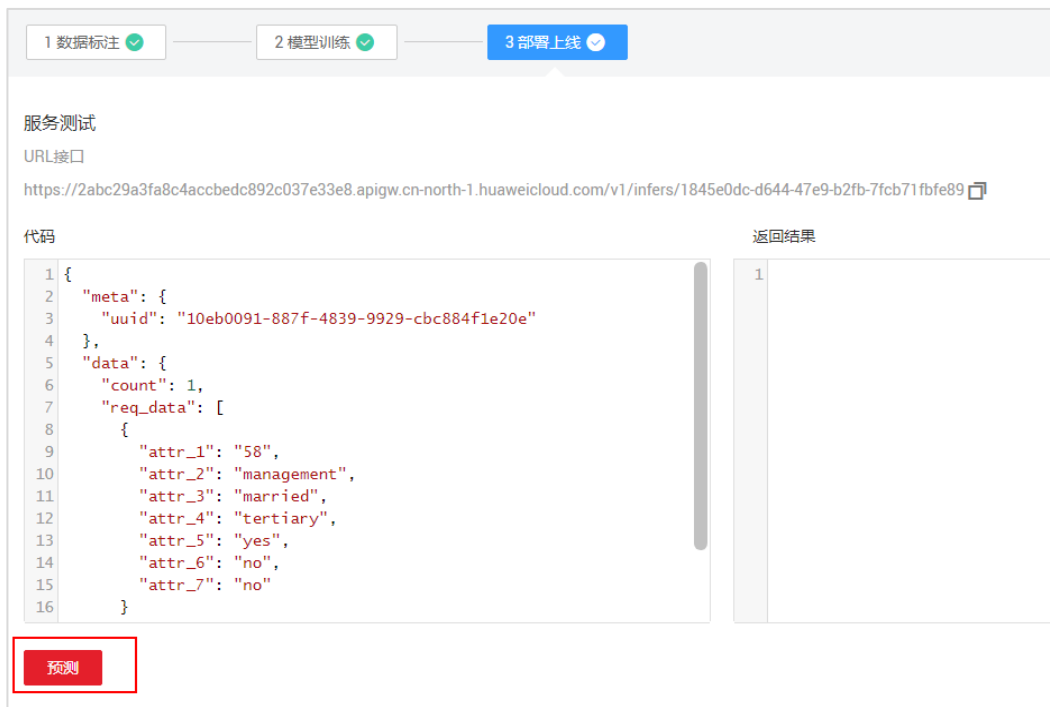 1 数据标注
2 模型训练
3 部署上线
服务测试
URL接口
https://2abc29a3fa8c4accbedc892c037e33e8.apigw.cn-north-1.huaweicloud.com/v1/infers/1845e0dc-d644-47e9-b2fb-7fcb71fbfe89
代码
返回结果
1 {
2 "meta": {
3 "uuid": "10eb0091-887f-4839-9929-cbc884f1e20e"
4 },
5 "data": {
6 "count": 1,
7 "req_data": [
8 {
9 "attr_1": "58",
10 "attr_2": "management",
11 "attr_3": "married",
12 "attr_4": "tertiary",
13 "attr_5": "yes",
14 "attr_6": "no",
15 "attr_7": "no"
16 }
1
预测